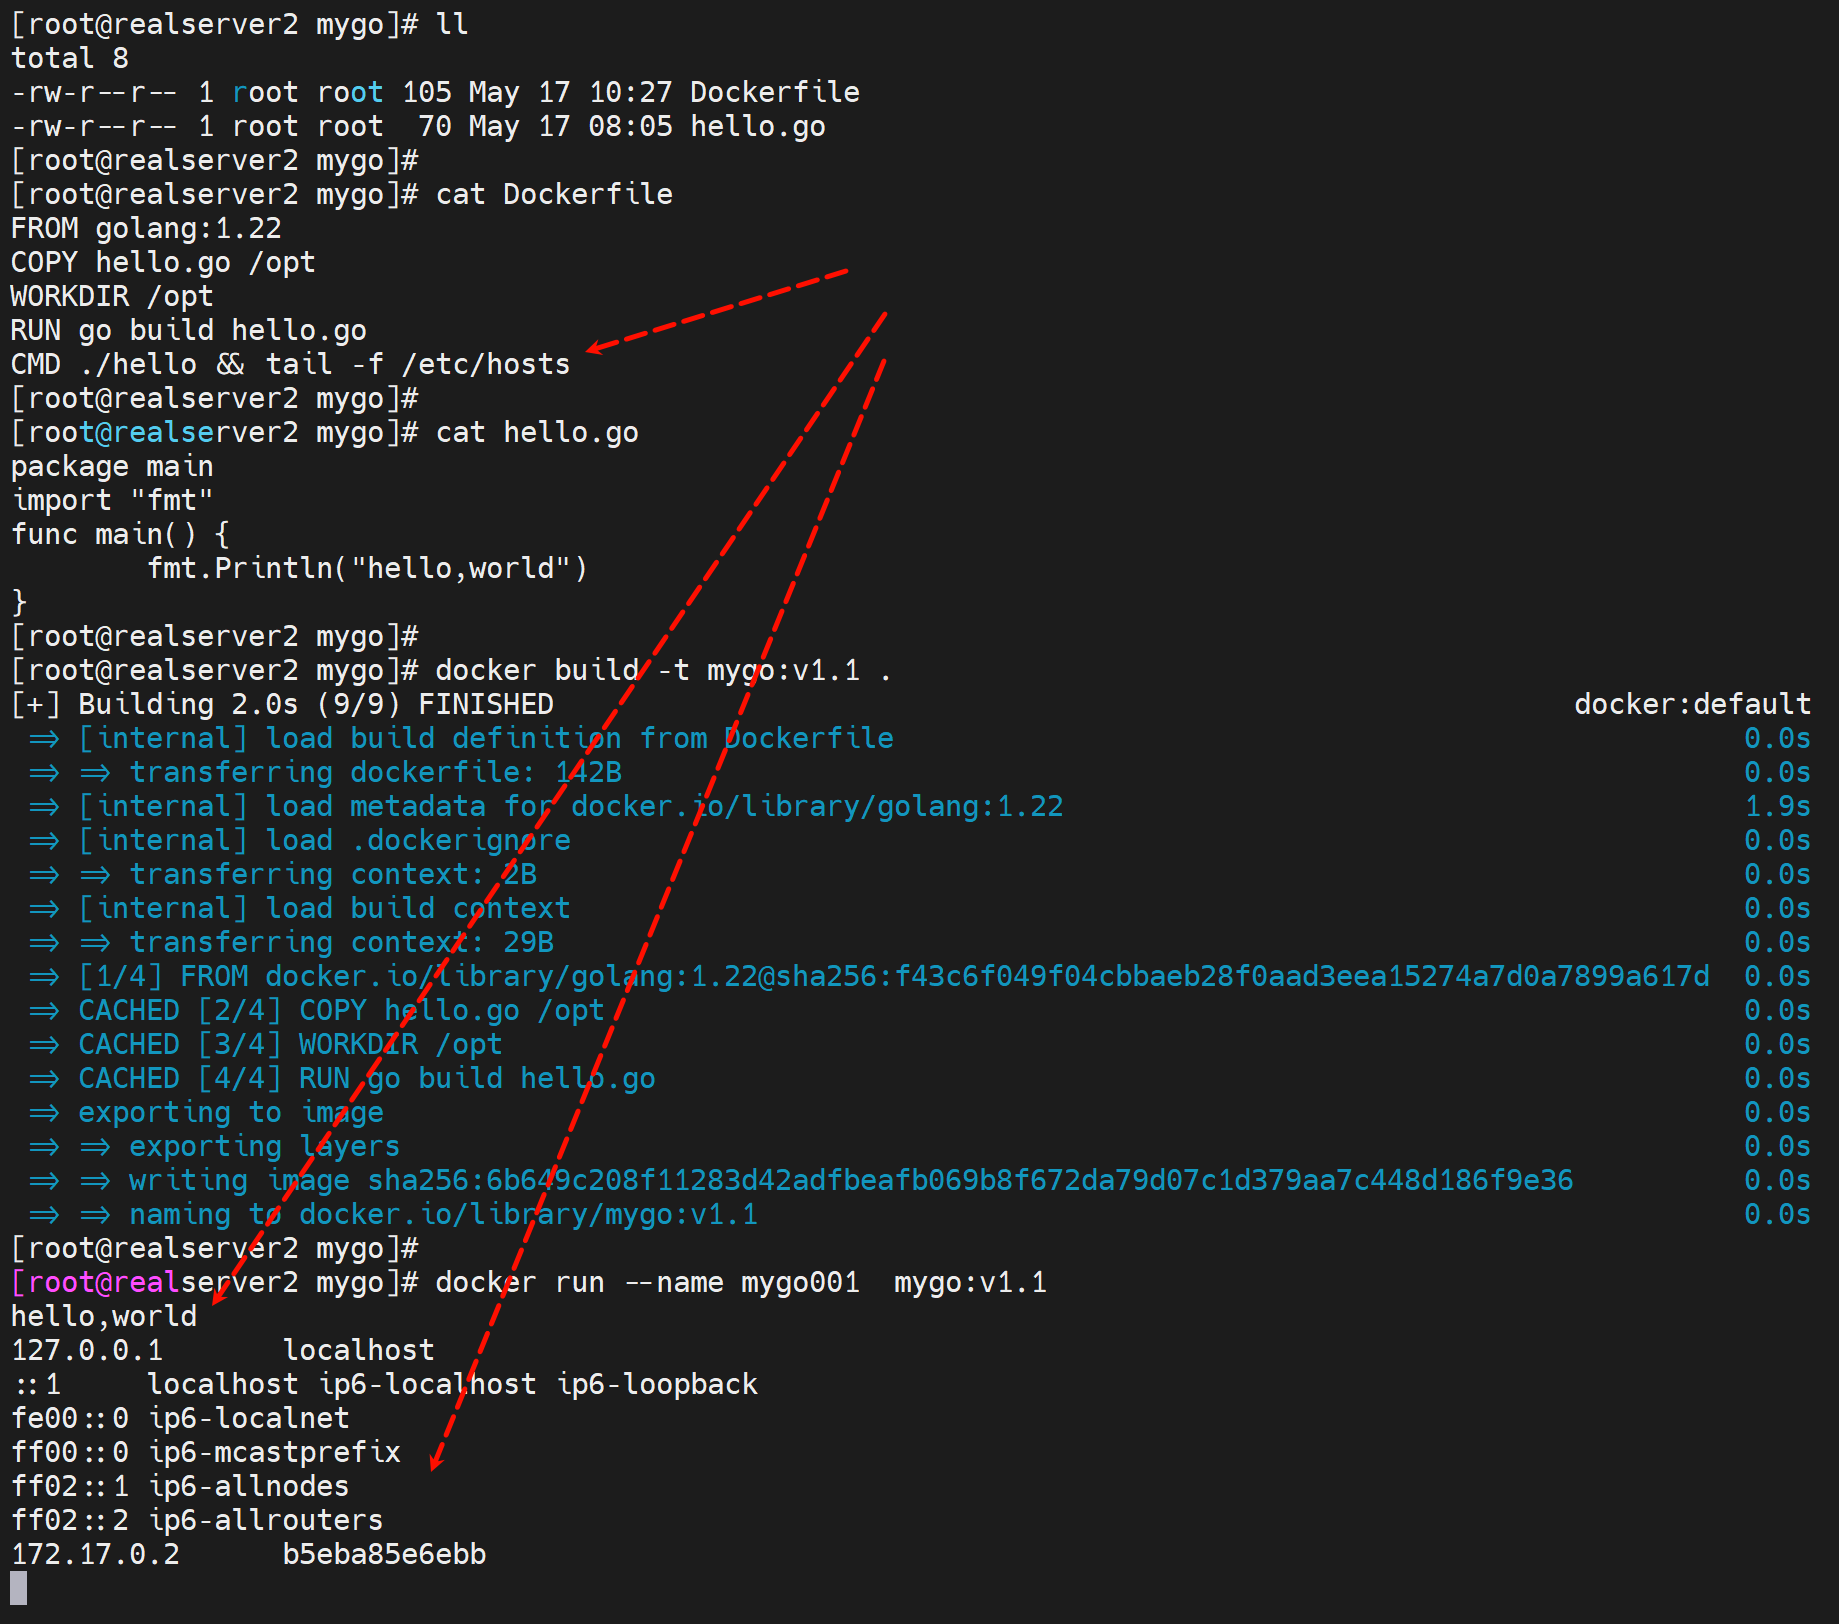 [root@realserver2 mygo]# ll
total 8
-rw-r--r-- 1 root root 105 May 17 10:27 Dockerfile
-rw-r--r-- 1 root root  70 May 17 08:05 hello.go
[root@realserver2 mygo]#
[root@realserver2 mygo]# cat Dockerfile
FROM golang:1.22
COPY hello.go /opt
WORKDIR /opt
RUN go build hello.go
CMD ./hello && tail -f /etc/hosts
[root@realserver2 mygo]#
[root@realserver2 mygo]# cat hello.go
package main
import "fmt"
func main() {
        fmt.Println("hello,world")
}
[root@realserver2 mygo]#
[root@realserver2 mygo]# docker build -t mygo:v1.1 .
[+] Building 2.0s (9/9) FINISHED docker:default
 => [internal] load build definition from Dockerfile 0.0s
 => => transferring dockerfile: 142B 0.0s
 => [internal] load metadata for docker.io/library/golang:1.22 1.9s
 => [internal] load .dockerignore 0.0s
 => => transferring context: 2B 0.0s
 => [internal] load build context 0.0s
 => => transferring context: 29B 0.0s
 => [1/4] FROM docker.io/library/golang:1.22@sha256:f43c6f049f04cbbaeb28f0aad3eea15274a7d0a7899a617d 0.0s
 => CACHED [2/4] COPY hello.go /opt 0.0s
 => CACHED [3/4] WORKDIR /opt 0.0s
 => CACHED [4/4] RUN go build hello.go 0.0s
 => exporting to image 0.0s
 => => exporting layers 0.0s
 => => writing image sha256:6b649c208f11283d42adfbeafb069b8f672da79d07c1d379aa7c448d186f9e36 0.0s
 => => naming to docker.io/library/mygo:v1.1 0.0s
[root@realserver2 mygo]#
[root@realserver2 mygo]# docker run --name mygo001  mygo:v1.1
hello,world
127.0.0.1       localhost
::1     localhost ip6-localhost ip6-loopback
fe00::0 ip6-localnet
ff00::0 ip6-mcastprefix
ff02::1 ip6-allnodes
ff02::2 ip6-allrouters
172.17.0.2      b5eba85e6ebb